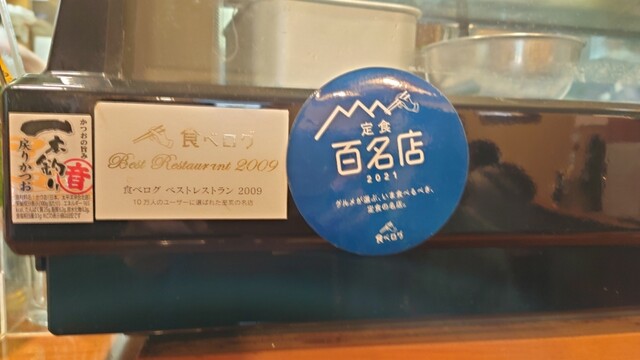 かつおの旨み
一本釣り
戻りかつお
食べログ
Best Restaurant 2009
食べログ ベストレストラン 2009
10万人のユーザーに選ばれた至究の名店
定食
百名店
2021
グルメが選ぶ、いま食べるべき、
定食の名店。
食べログ